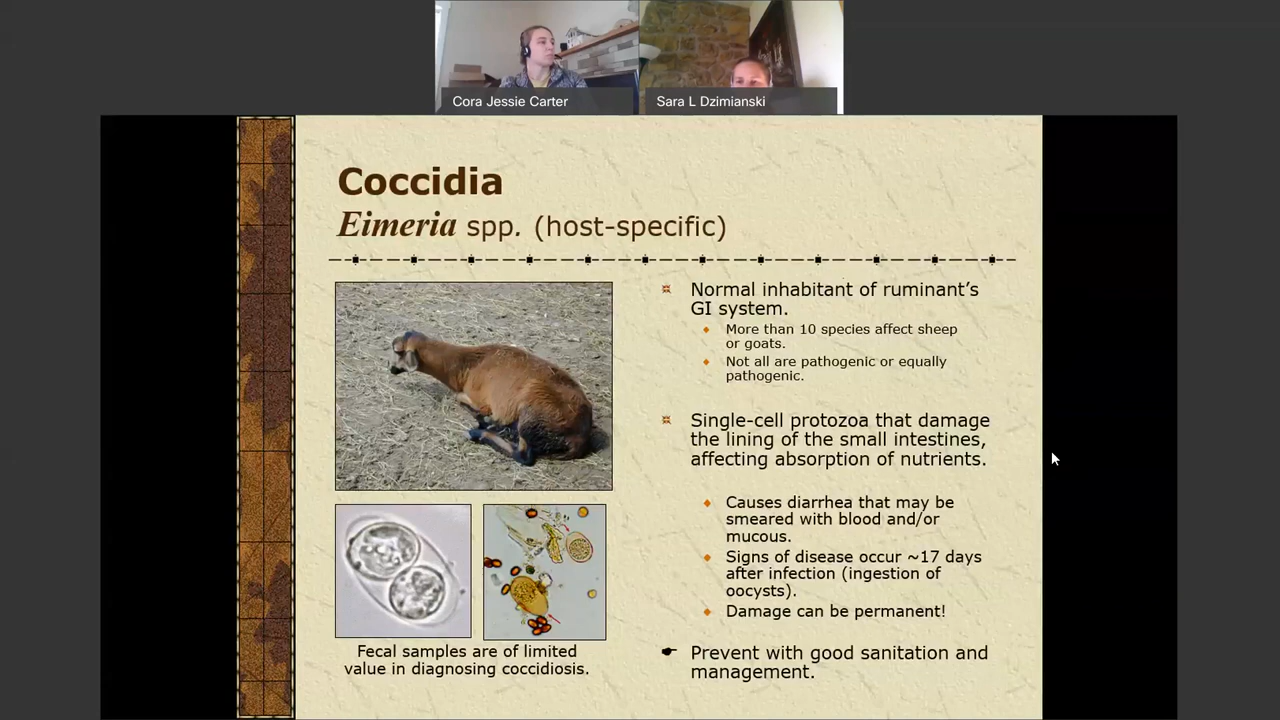 Cora Jessie Carter
Sara L Dzimianski
Coccidia
Eimeria spp. (host-specific)
Normal inhabitant of ruminant's
GI system.
More than 10 species affect sheep
or goats.
Not all are pathogenic or equally
pathogenic.
Single-cell protozoa that damage
the lining of the small intestines,
affecting absorption of nutrients.
Causes diarrhea that may be
smeared with blood and/or
mucous.
Signs of disease occur ~17 days
after infection (ingestion of
oocysts).
Damage can be permanent!
Prevent with good sanitation and
management.
Fecal samples are of limited
value in diagnosing coccidiosis.